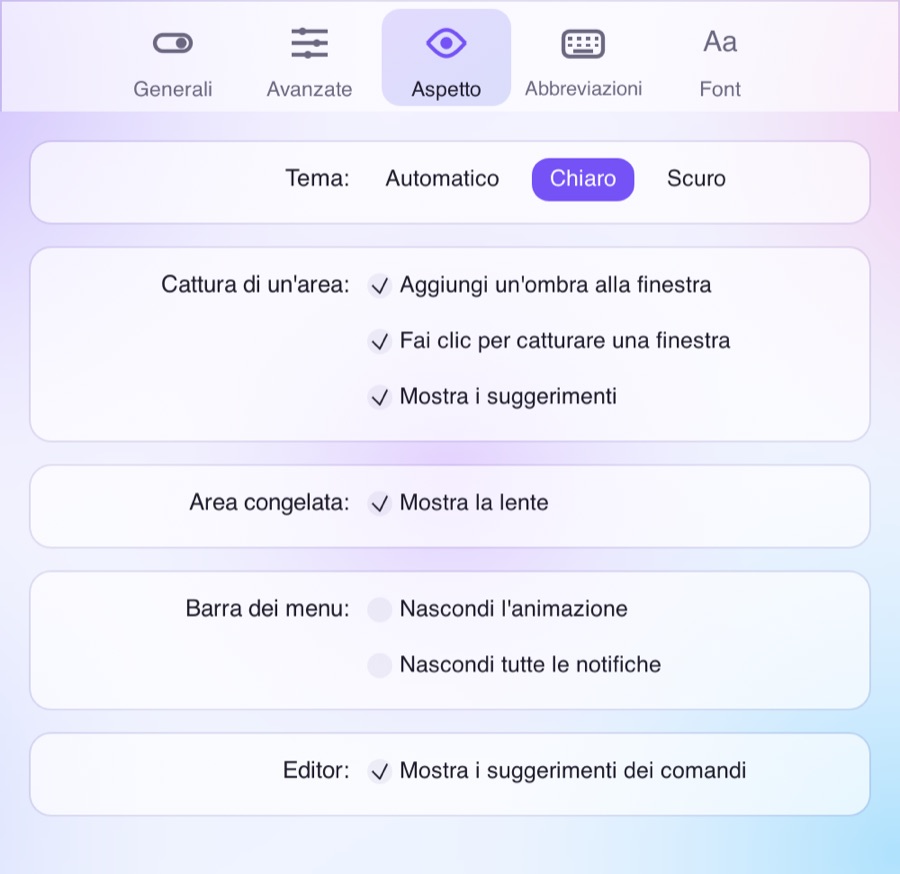 Aa
Generali Avanzate Aspetto Abbreviazioni Font
Tema: Automatico Chiaro Scuro
Cattura di un'area: Aggiungi un'ombra alla finestra
Fai clic per catturare una finestra
Mostra i suggerimenti
Area congelata: Mostra la lente
Barra dei menu: Nascondi l'animazione
Nascondi tutte le notifiche
Editor: Mostra i suggerimenti dei comandi